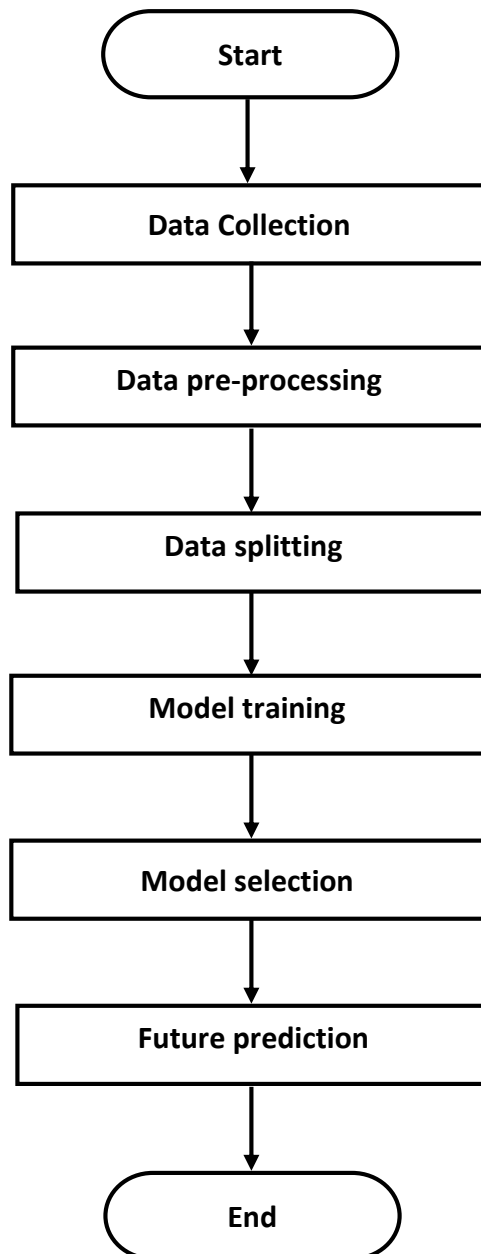 Start
Data Collection
Data pre-processing
Data splitting
Model training
Model selection
Future prediction
End